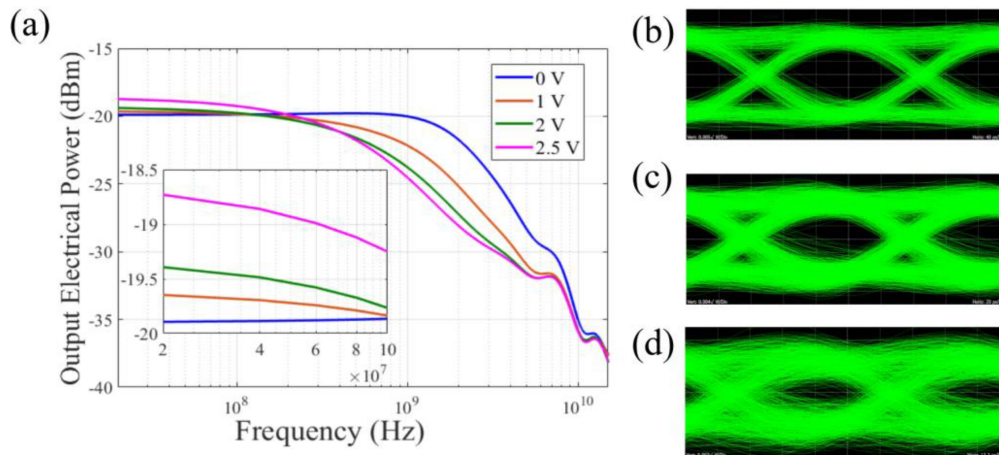 (a)
Output Electrical Power (dBm)
-15
-20
-25
-30
-35
-40
0 V
1 V
2 V
2.5 V
-18.5
-19
-19.5
-20
2
4
6
8
10
×10⁷
10⁸
10⁹
10¹⁰
Frequency (Hz)
(b)
(c)
(d)